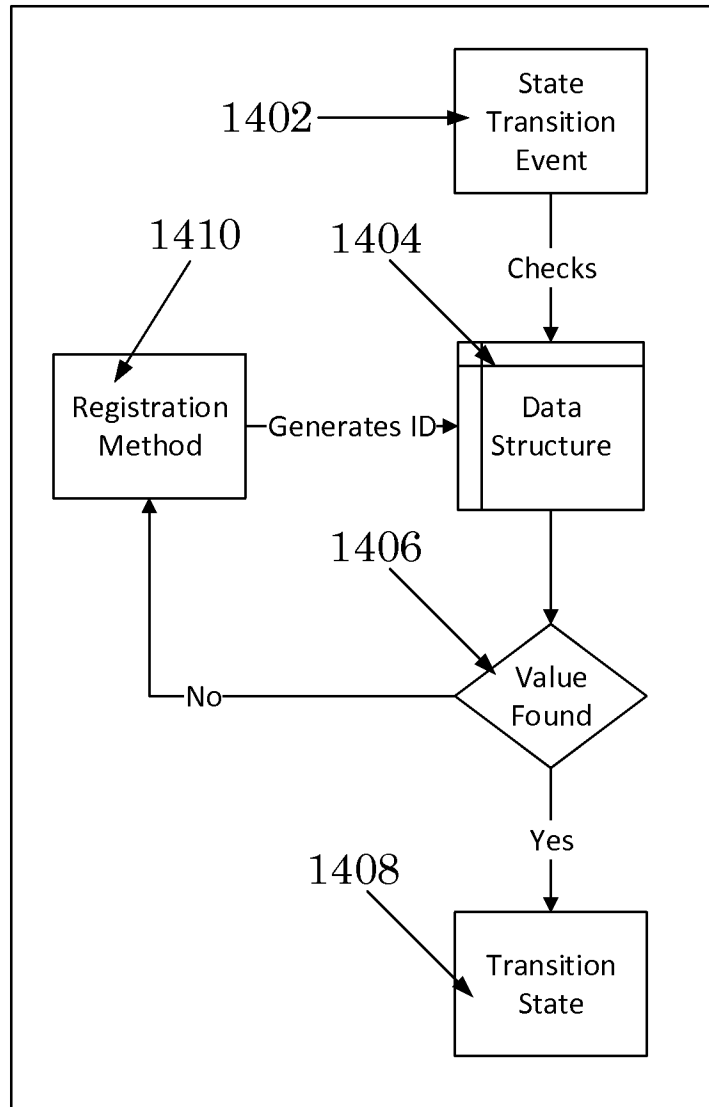 State
Transition
Event
1402
Checks
1410
1404
Registration
Method
Generates ID
Data
Structure
1406
Value
Found
No
Yes
1408
Transition
State